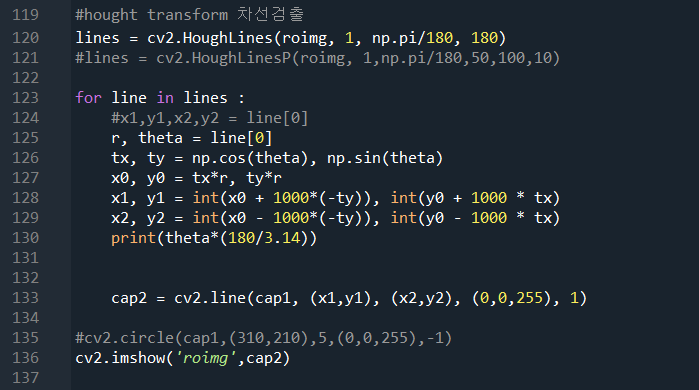 119 #hought transform 차선검출
120 lines = cv2.HoughLines(roimg, 1, np.pi/180, 180)
121 #lines = cv2.HoughLinesP(roimg, 1,np.pi/180,50,100,10)
122
123 for line in lines :
124 #x1,y1,x2,y2 = line[0]
125 r, theta = line[0]
126 tx, ty = np.cos(theta), np.sin(theta)
127 x0, y0 = tx*r, ty*r
128 x1, y1 = int(x0 + 1000*(-ty)), int(y0 + 1000 * tx)
129 x2, y2 = int(x0 - 1000*(-ty)), int(y0 - 1000 * tx)
130 print(theta*(180/3.14))
131
132
133 cap2 = cv2.line(cap1, (x1,y1), (x2,y2), (0,0,255), 1)
134
135 #cv2.circle(cap1,(310,210),5,(0,0,255),-1)
136 cv2.imshow('roimg',cap2)
137